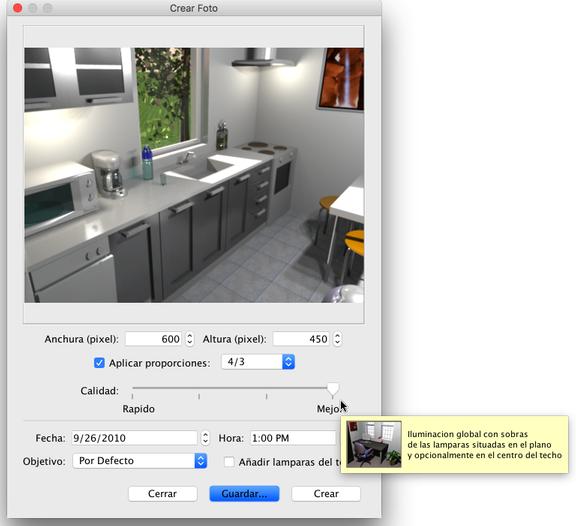 Crear Foto
Anchura (pixel): 600 Altura (pixel): 450
Aplicar proporciones: 4/3
Calidad:
Rapido
Fecha: 9/26/2010 Hora: 1:00 PM
Objetivo: Por Defecto Añadir lamparas del
Iluminacion global con sobras
de las lamparas situadas en el plano
y opcionalmente en el centro del techo
Cerrar Guardar... Crear